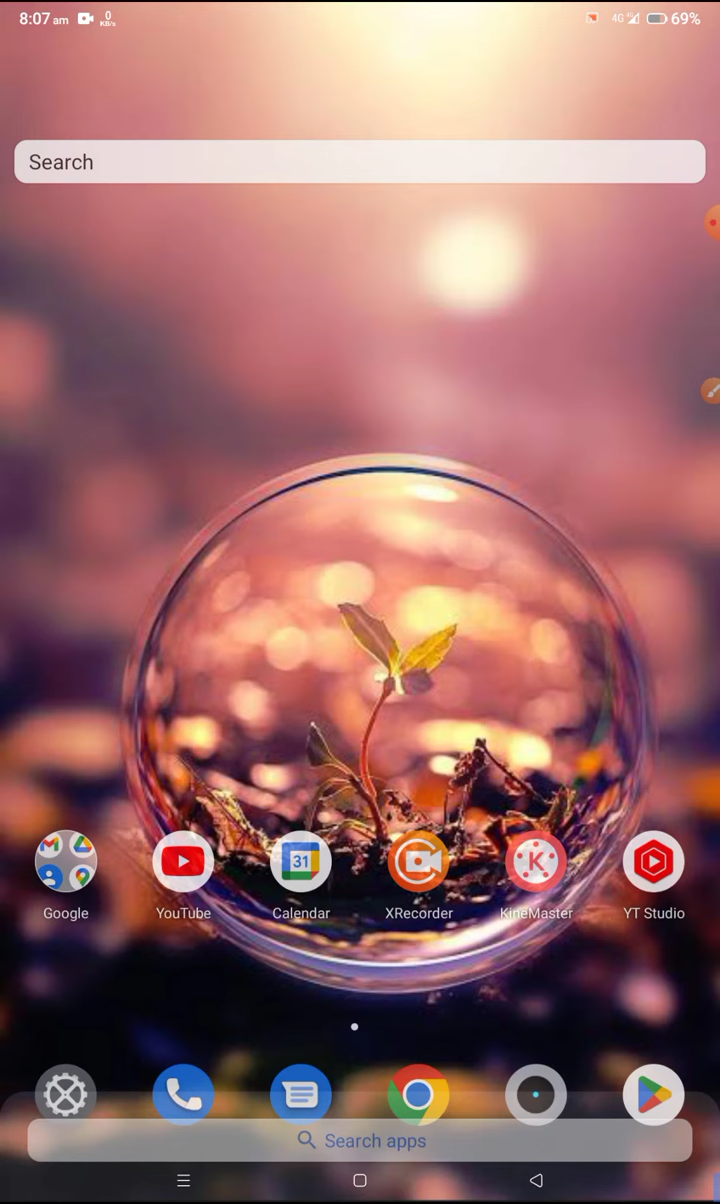 8:07 am 0 KB/s 4G 69%
Search
31
K
Google YouTube Calendar XRecorder KineMaster YT Studio
Search apps